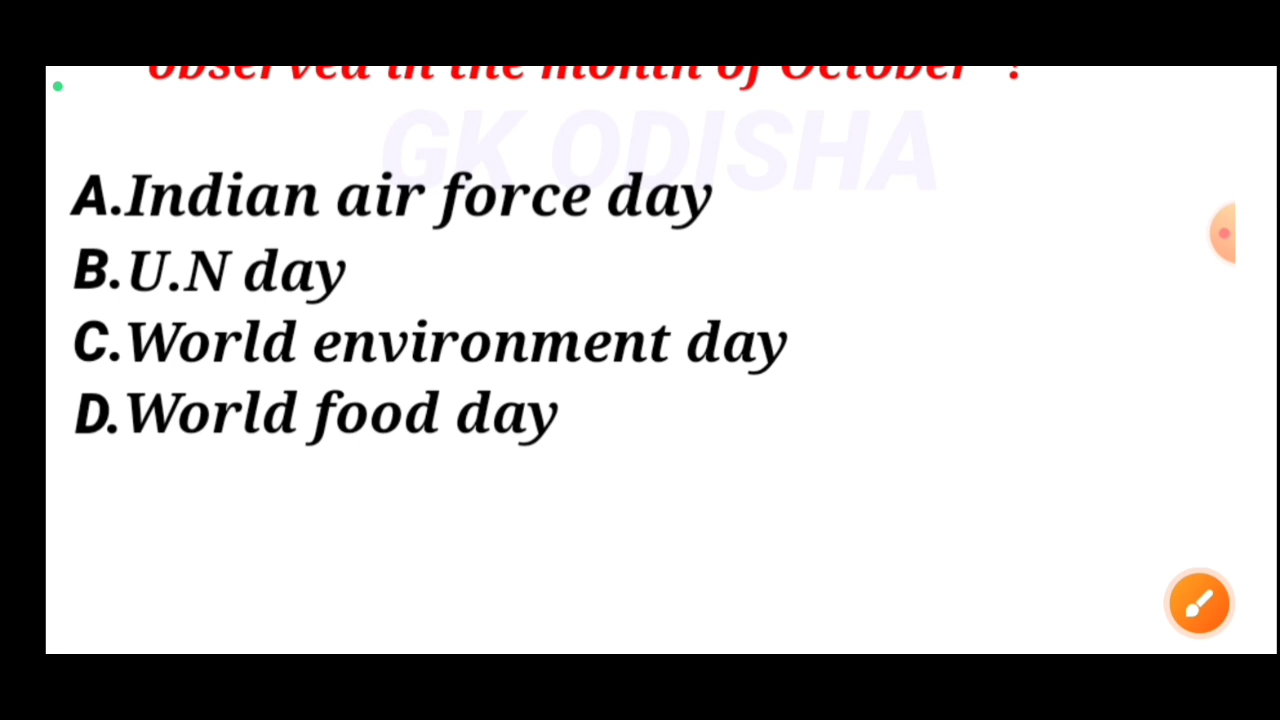 observed in the month of October ?
GK ODISHA
A.Indian air force day
B.U.N day
C.World environment day
D.World food day